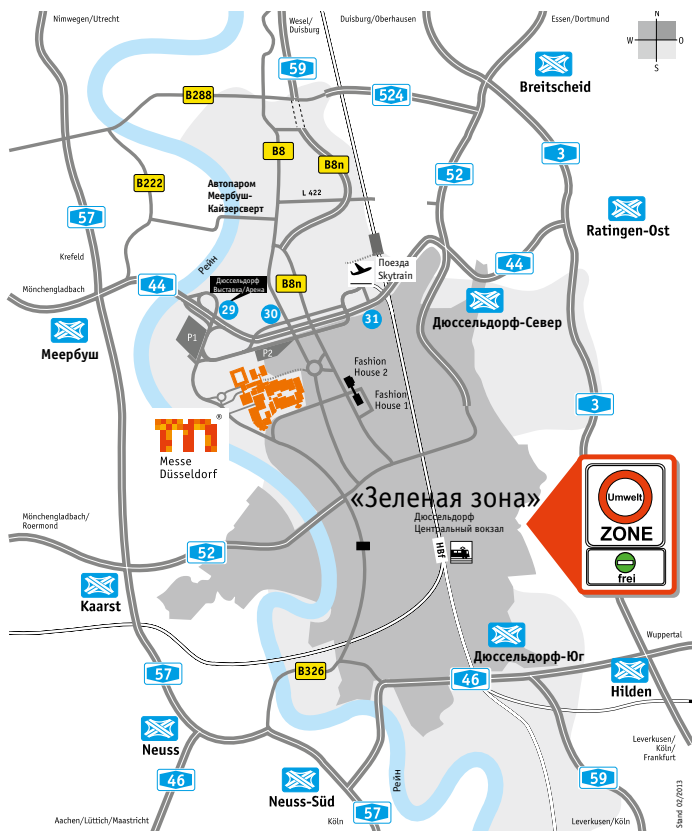 Nimwegen/Utrecht
Wesel/
Duisburg
Duisburg/Oberhausen
Essen/Dortmund
N
W
O
S
59
Breitscheid
B288
524
B8
B8n
3
52
B222
L 422
Автопаром
Меербуш-
Кайзерсверт
57
Ratingen-Ost
Krefeld
Рейн
Поезда
Skytrain
44
44
Mönchengladbach
Дюссельдорф
Выставка/Арена
B8n
29
30
31
Дюссельдорф-Север
Меербуш
P1
P2
Fashion
House 2
Fashion
House 1
3
®
Messe
Düsseldorf
«Зеленая зона»
Umwelt
ZONE
frei
Mönchengladbach/
Roermond
Дюссельдорф
Центральный вокзал
HBf
52
Kaarst
Wuppertal
Дюссельдорф-Юг
57
B326
46
Hilden
Neuss
Leverkusen/
Köln/
Frankfurt
46
Neuss-Süd
Рейн
59
57
Aachen/Lüttich/Maastricht
Köln
Leverkusen/Köln
Stand 02/2013